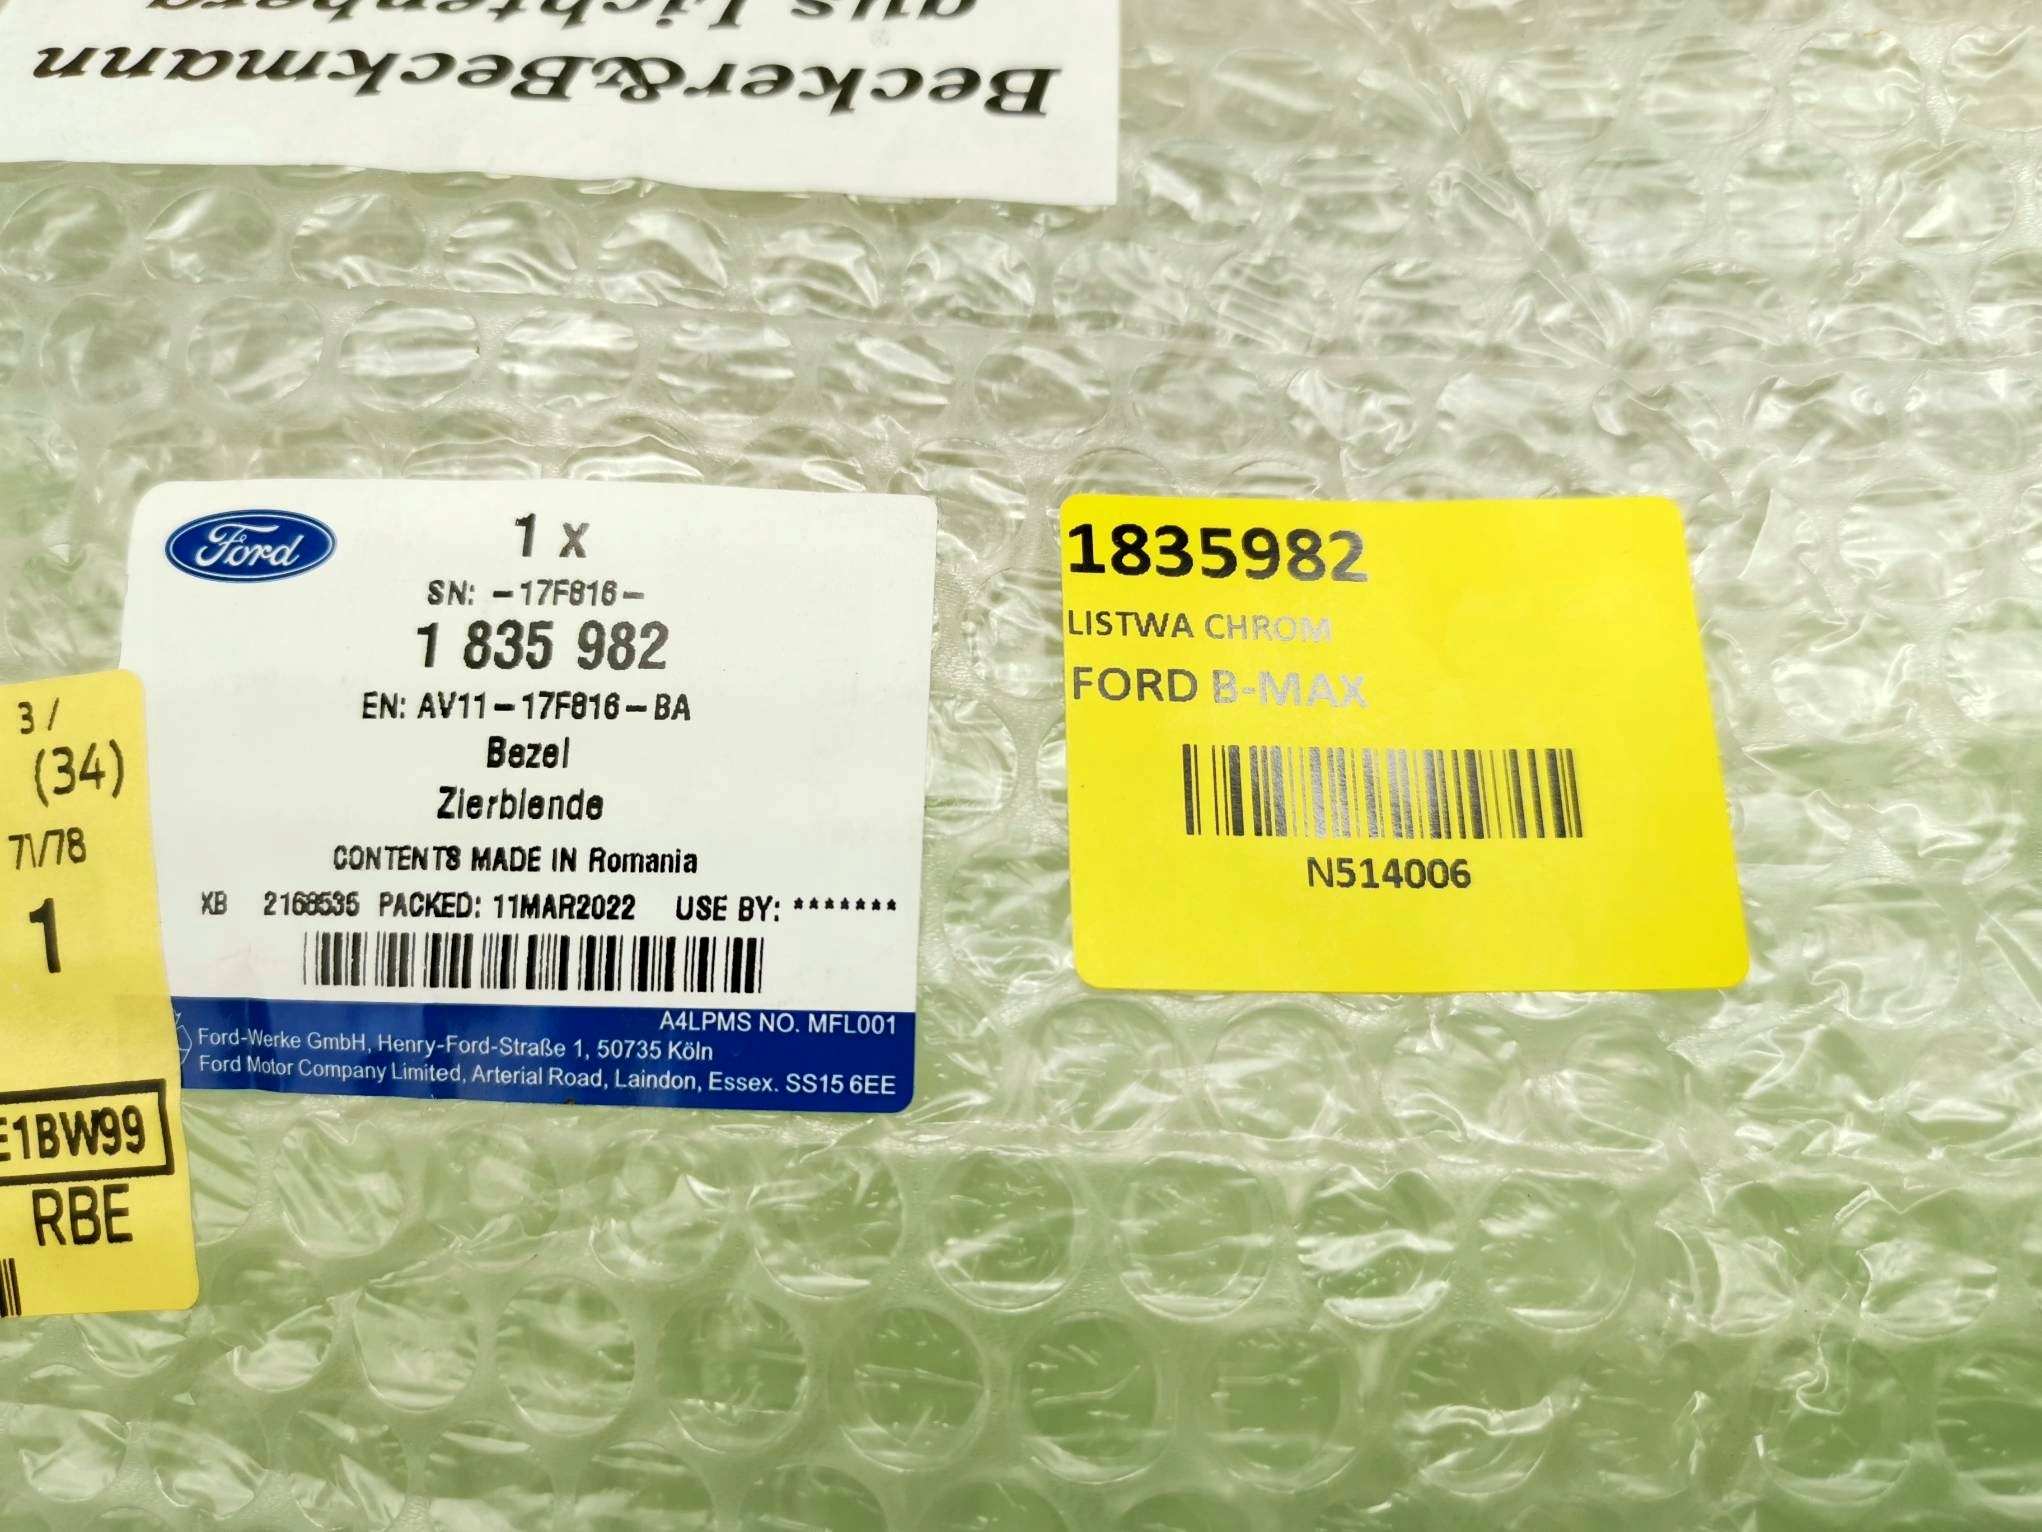 Becker&Beckmann
aus Lichtenberg
Ford
1 x
SN: -17F816-
1 835 982
EN: AV11-17F816-BA
Bezel
Zierblende
CONTENTS MADE IN Romania
XB 2168535 PACKED: 11MAR2022 USE BY: *******
A4LPMS NO. MFL001
Ford-Werke GmbH, Henry-Ford-Straße 1, 50735 Köln
Ford Motor Company Limited, Arterial Road, Laindon, Essex. SS15 6EE
1835982
LISTWA CHROM
FORD B-MAX
N514006
3 /
(34)
71/78
1
E1BW99
RBE